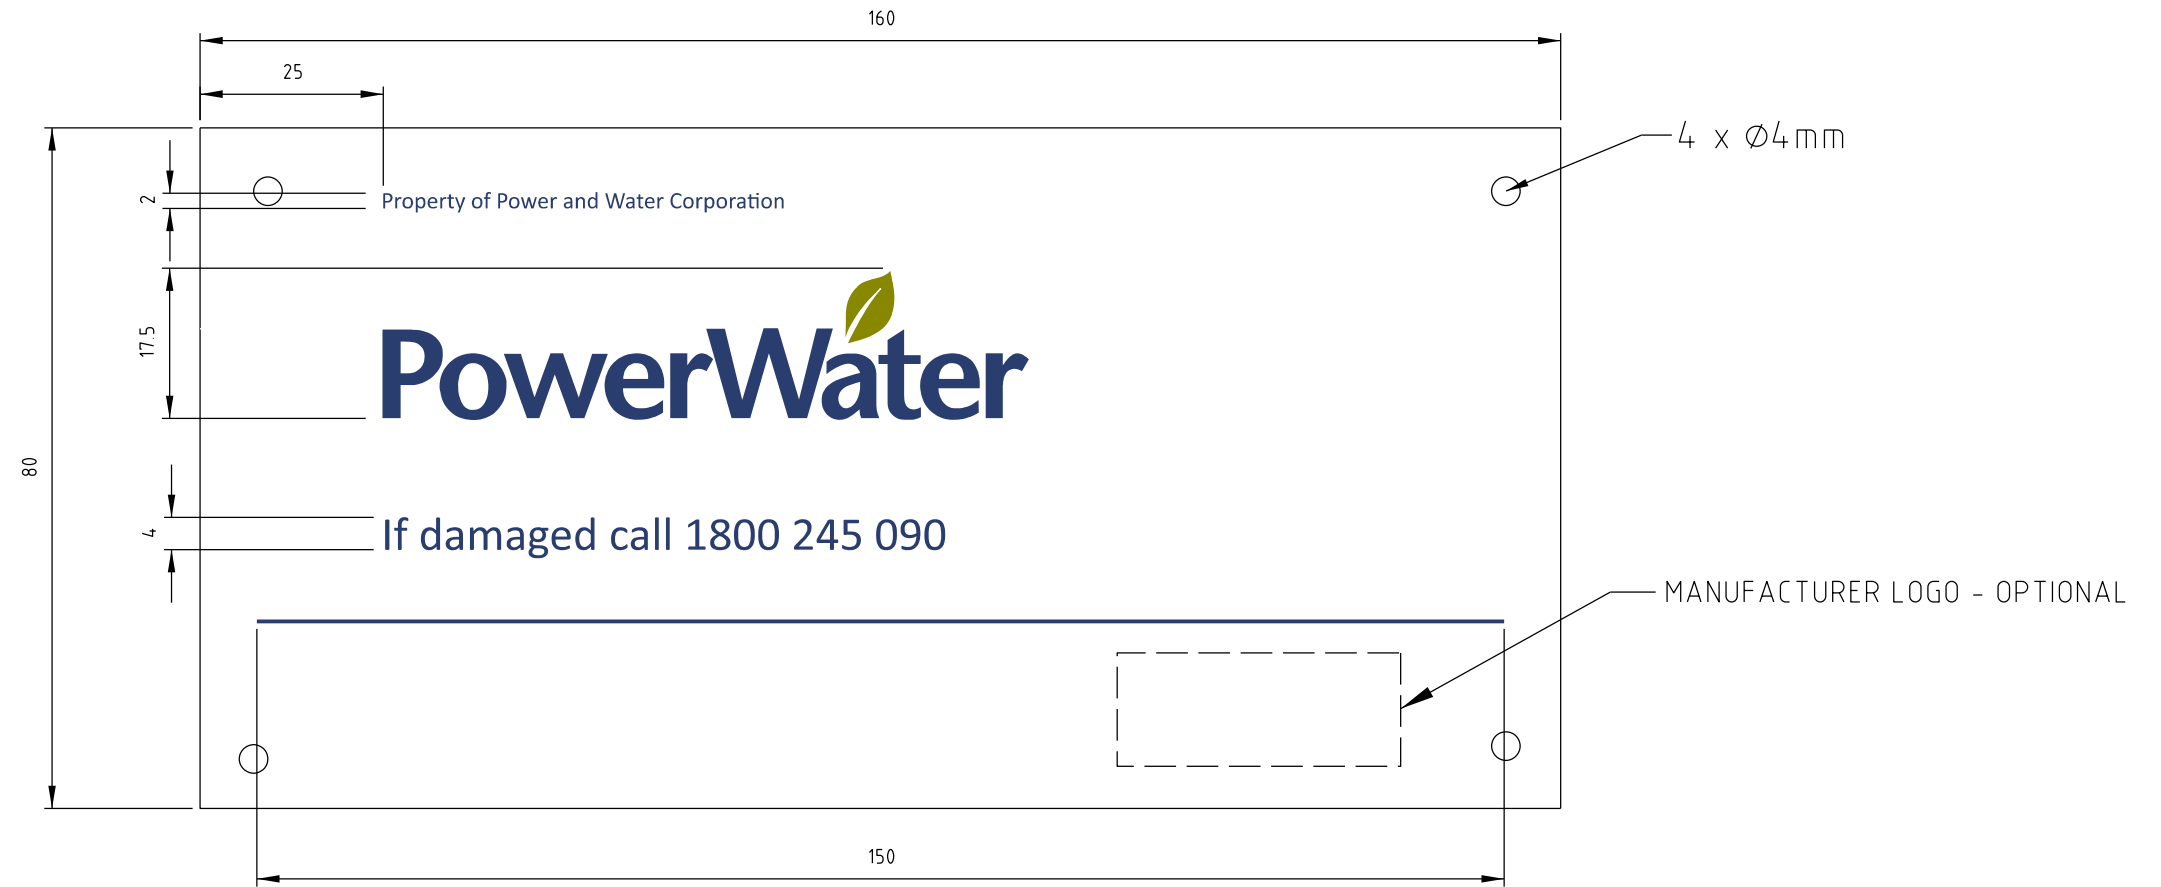 160
25
4 x Ø4mm
2
Property of Power and Water Corporation
17.5
PowerWater
80
4
If damaged call 1800 245 090
MANUFACTURER LOGO - OPTIONAL
150